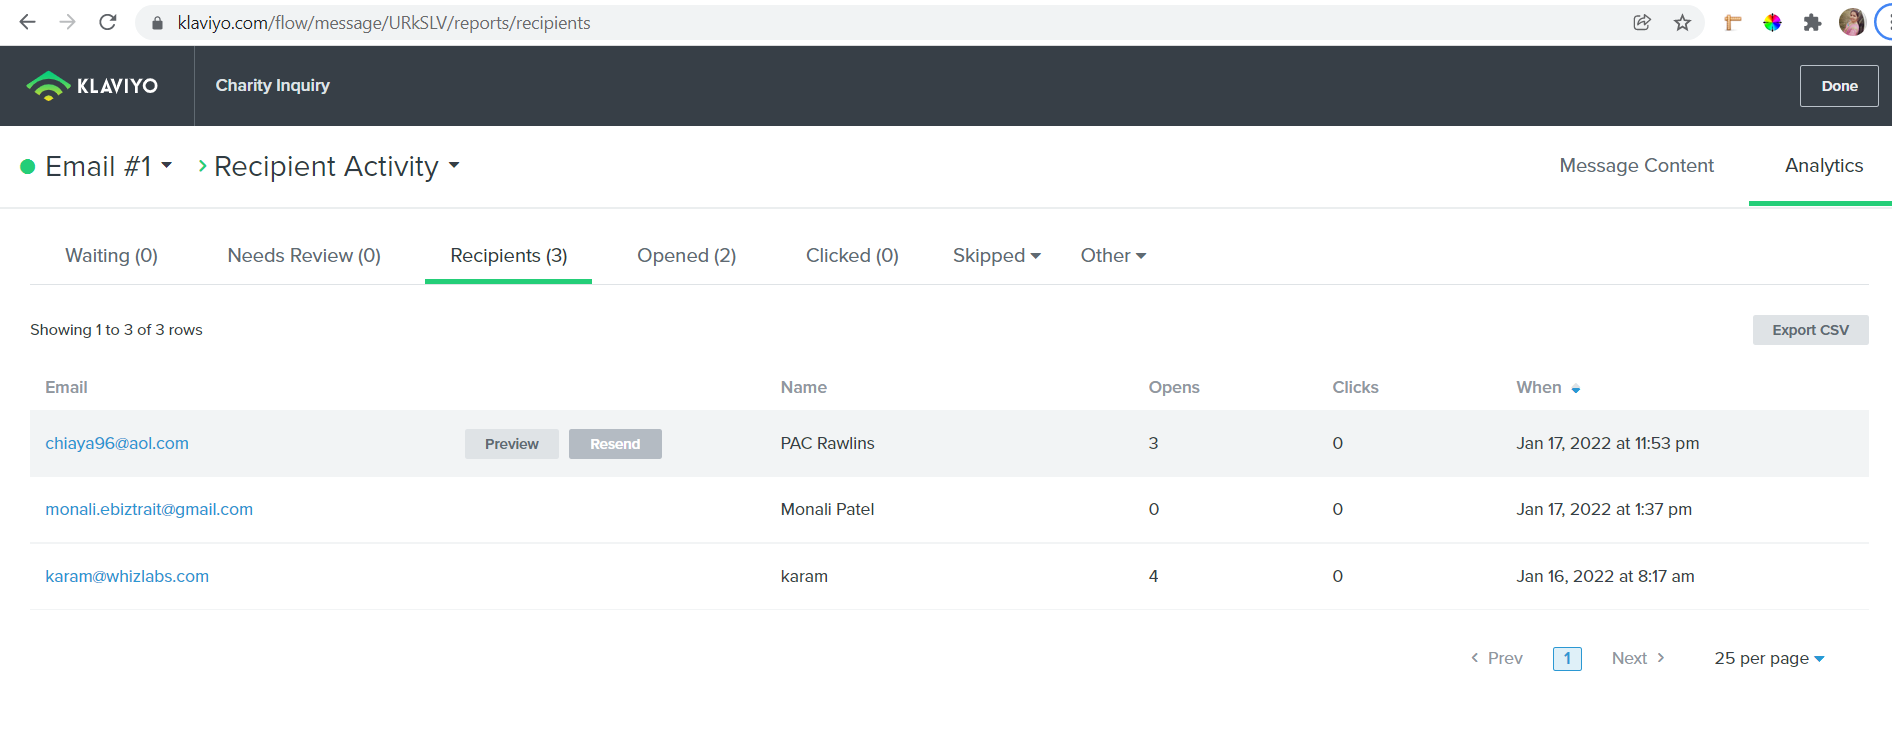 klaviyo.com/flow/message/URkSLV/reports/recipients
KLAVIYO Charity Inquiry Done
Email #1 Recipient Activity Message Content Analytics
Waiting (0) Needs Review (0) Recipients (3) Opened (2) Clicked (0) Skipped Other
Showing 1 to 3 of 3 rows Export CSV
Email Name Opens Clicks When
chiaya96@aol.com Preview Resend PAC Rawlins 3 0 Jan 17, 2022 at 11:53 pm
monali.ebiztrait@gmail.com Monali Patel 0 0 Jan 17, 2022 at 1:37 pm
karam@whizlabs.com karam 4 0 Jan 16, 2022 at 8:17 am
Prev 1 Next 25 per page